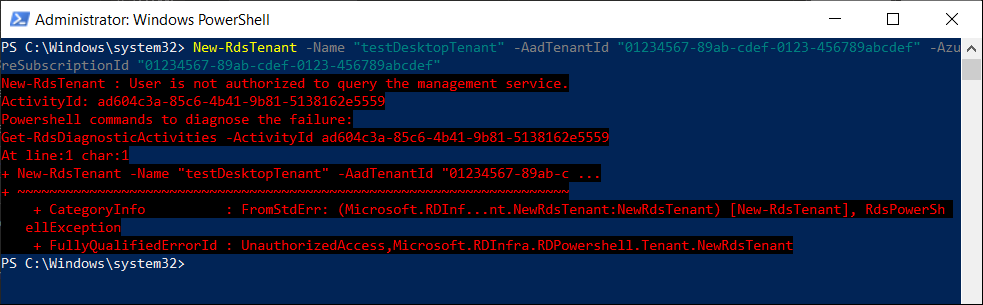 Administrator: Windows PowerShell
PS C:\Windows\system32> New-RdsTenant -Name "testDesktopTenant" -AadTenantId "01234567-89ab-cdef-0123-456789abcdef" -Azu
reSubscriptionId "01234567-89ab-cdef-0123-456789abcdef"
New-RdsTenant : User is not authorized to query the management service.
ActivityId: ad604c3a-85c6-4b41-9b81-5138162e5559
Powershell commands to diagnose the failure:
Get-RdsDiagnosticActivities -ActivityId ad604c3a-85c6-4b41-9b81-5138162e5559
At line:1 char:1
+ New-RdsTenant -Name "testDesktopTenant" -AadTenantId "01234567-89ab-c ...
+ ~~~~~~~~~~~~~~~~~~~~~~~~~~~~~~~~~~~~~~~~~~~~~~~~~~~~~~~~~~~~~~~~~~~~~
    + CategoryInfo          : FromStdErr: (Microsoft.RDInf...nt.NewRdsTenant:NewRdsTenant) [New-RdsTenant], RdsPowerSh
   ellException
    + FullyQualifiedErrorId : UnauthorizedAccess,Microsoft.RDInfra.RDPowershell.Tenant.NewRdsTenant
PS C:\Windows\system32>